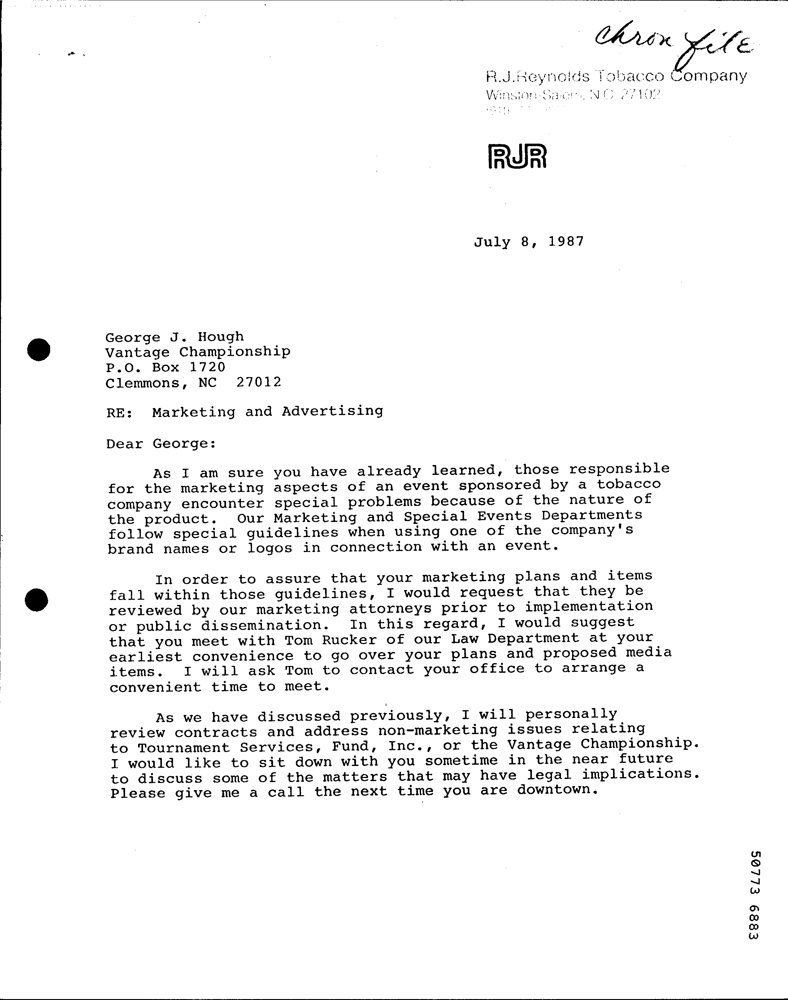 chron file
R.J.Reynolds Tobacco Company
Winston-Salem, N.C. 27102
RJR
July 8, 1987
George J. Hough
Vantage Championship
P.O. Box 1720
Clemmons, NC  27012
RE:  Marketing and Advertising
Dear George:
As I am sure you have already learned, those responsible
for the marketing aspects of an event sponsored by a tobacco
company encounter special problems because of the nature of
the product.  Our Marketing and Special Events Departments
follow special guidelines when using one of the company's
brand names or logos in connection with an event.
In order to assure that your marketing plans and items
fall within those guidelines, I would request that they be
reviewed by our marketing attorneys prior to implementation
or public dissemination.  In this regard, I would suggest
that you meet with Tom Rucker of our Law Department at your
earliest convenience to go over your plans and proposed media
items.  I will ask Tom to contact your office to arrange a
convenient time to meet.
As we have discussed previously, I will personally
review contracts and address non-marketing issues relating
to Tournament Services, Fund, Inc., or the Vantage Championship.
I would like to sit down with you sometime in the near future
to discuss some of the matters that may have legal implications.
Please give me a call the next time you are downtown.
50773 6883